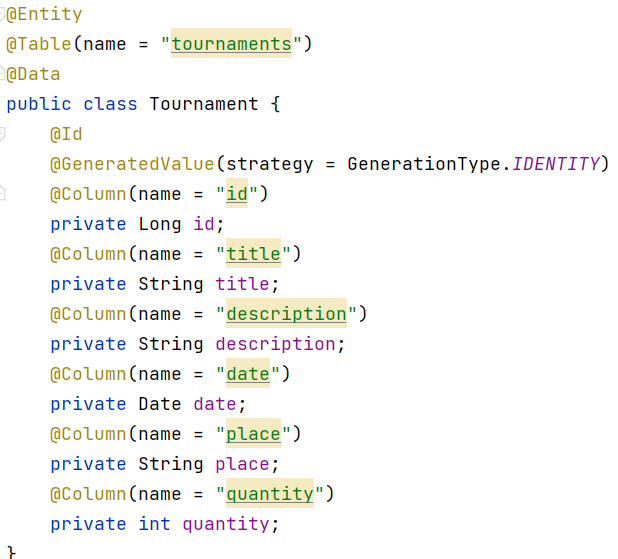 @Entity
@Table(name = "tournaments")
@Data
public class Tournament {
@Id
@GeneratedValue(strategy = GenerationType.IDENTITY)
@Column(name = "id")
private Long id;
@Column(name = "title")
private String title;
@Column(name = "description")
private String description;
@Column(name = "date")
private Date date;
@Column(name = "place")
private String place;
@Column(name = "quantity")
private int quantity;
}